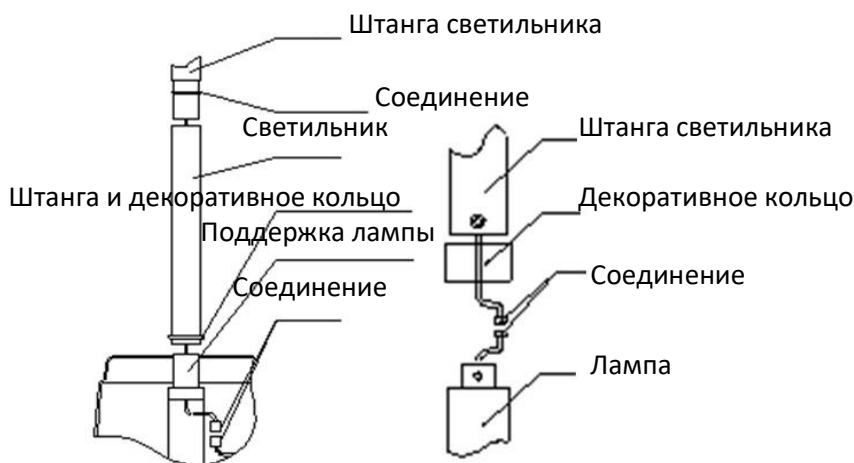 Штанга светильника
Соединение
Светильник
Штанга и декоративное кольцо
Поддержка лампы
Соединение
Штанга светильника
Декоративное кольцо
Соединение
Лампа